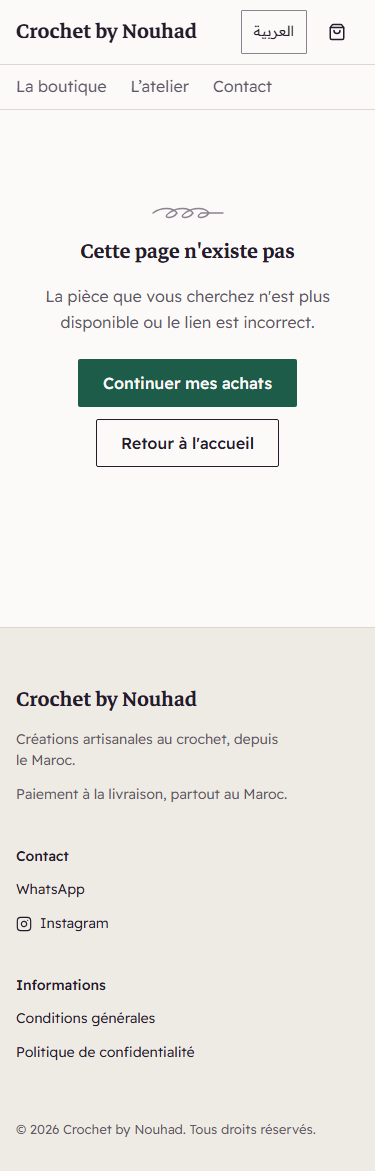 Crochet by Nouhad
العربية
La boutique
L’atelier
Contact
Cette page n'existe pas
La pièce que vous cherchez n'est plus
disponible ou le lien est incorrect.
Continuer mes achats
Retour à l'accueil
Crochet by Nouhad
Créations artisanales au crochet, depuis
le Maroc.
Paiement à la livraison, partout au Maroc.
Contact
WhatsApp
Instagram
Informations
Conditions générales
Politique de confidentialité
© 2026 Crochet by Nouhad. Tous droits réservés.